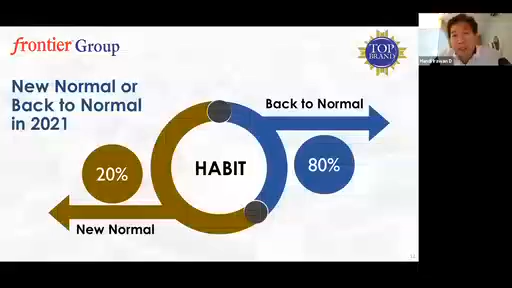 frontier Group
TOP
BRAND
New Normal or
Back to Normal
in 2021
Back to Normal
HABIT
20%
80%
New Normal